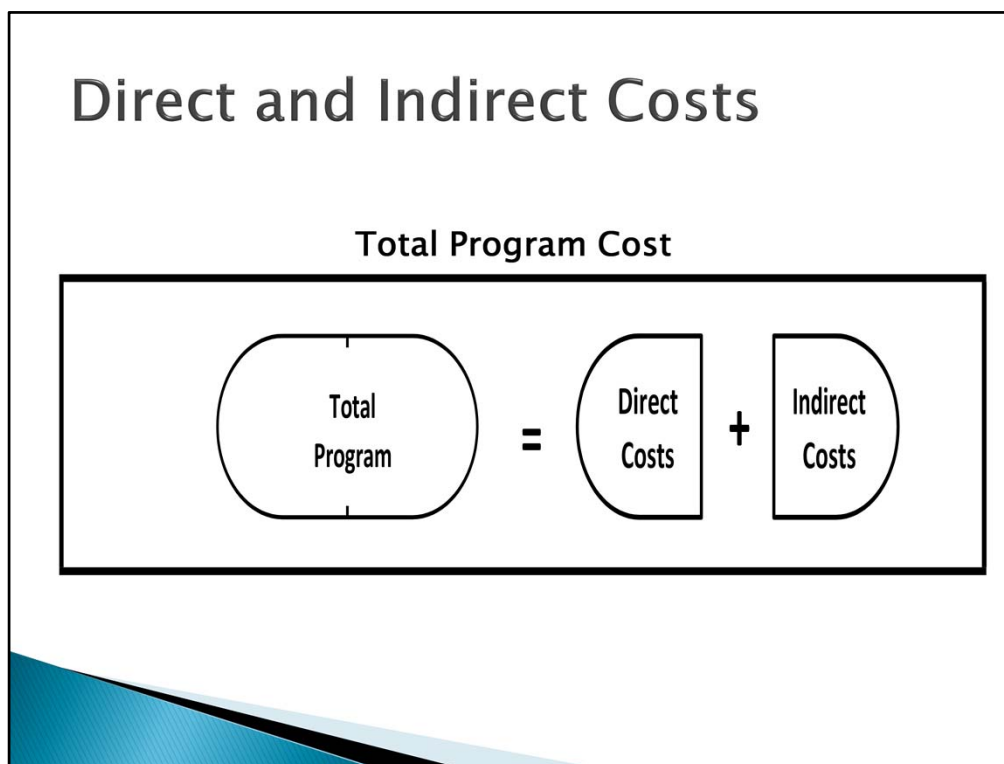 Direct and Indirect Costs
Total Program Cost
Total
Program
=
Direct
Costs
+
Indirect
Costs